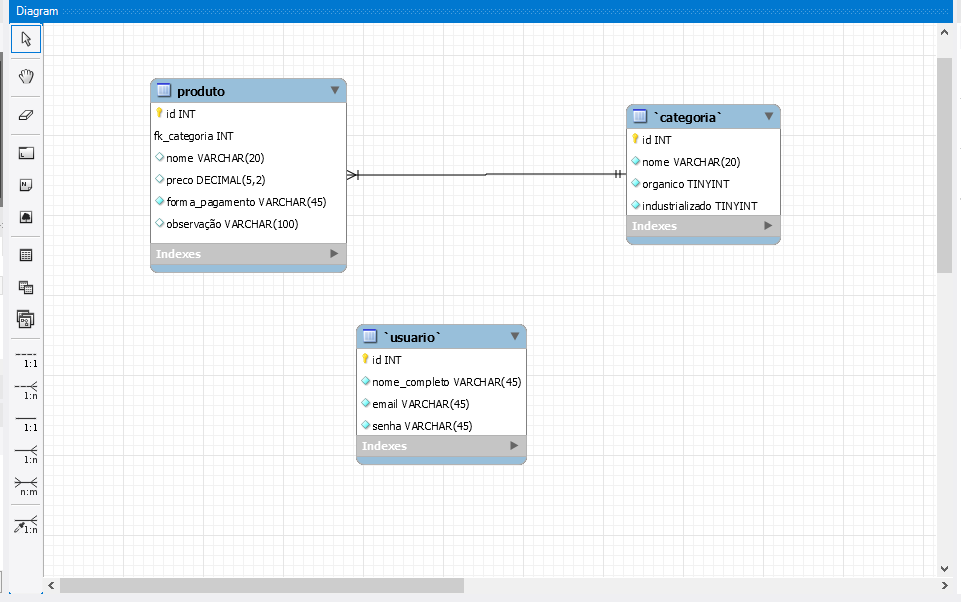 Diagram
produto
id INT
fk_categoria INT
nome VARCHAR(20)
preco DECIMAL(5,2)
forma_pagamento VARCHAR(45)
observação VARCHAR(100)
Indexes
`categoria`
id INT
nome VARCHAR(20)
organico TINYINT
industrializado TINYINT
Indexes
`usuario`
id INT
nome_completo VARCHAR(45)
email VARCHAR(45)
senha VARCHAR(45)
Indexes
1:1
1:n
1:1
1:n
n:m
1:n